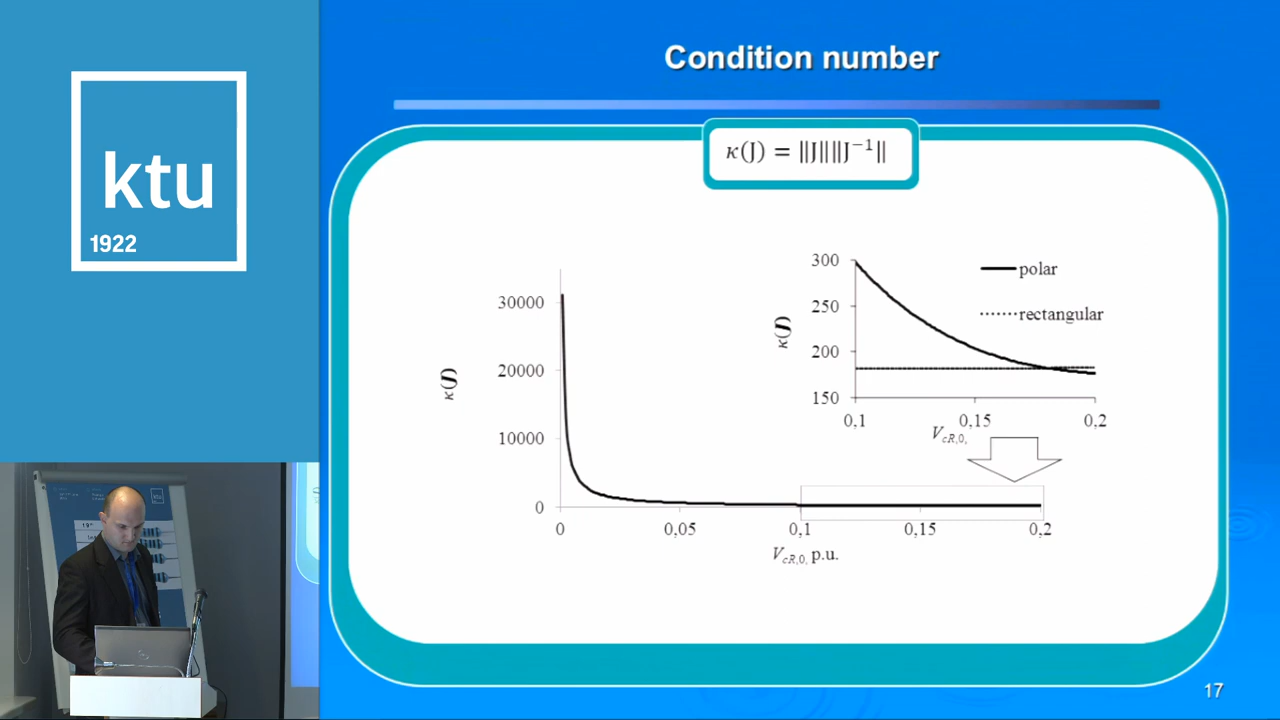 ktu
1922
Condition number
κ(J) = ‖J‖‖J⁻¹‖
300
250
200
150
κ(J)
polar
rectangular
0,1
0,15
0,2
V_cR,0,
30000
20000
10000
0
κ(J)
0
0,05
0,1
0,15
0,2
V_cR,0, p.u.
17